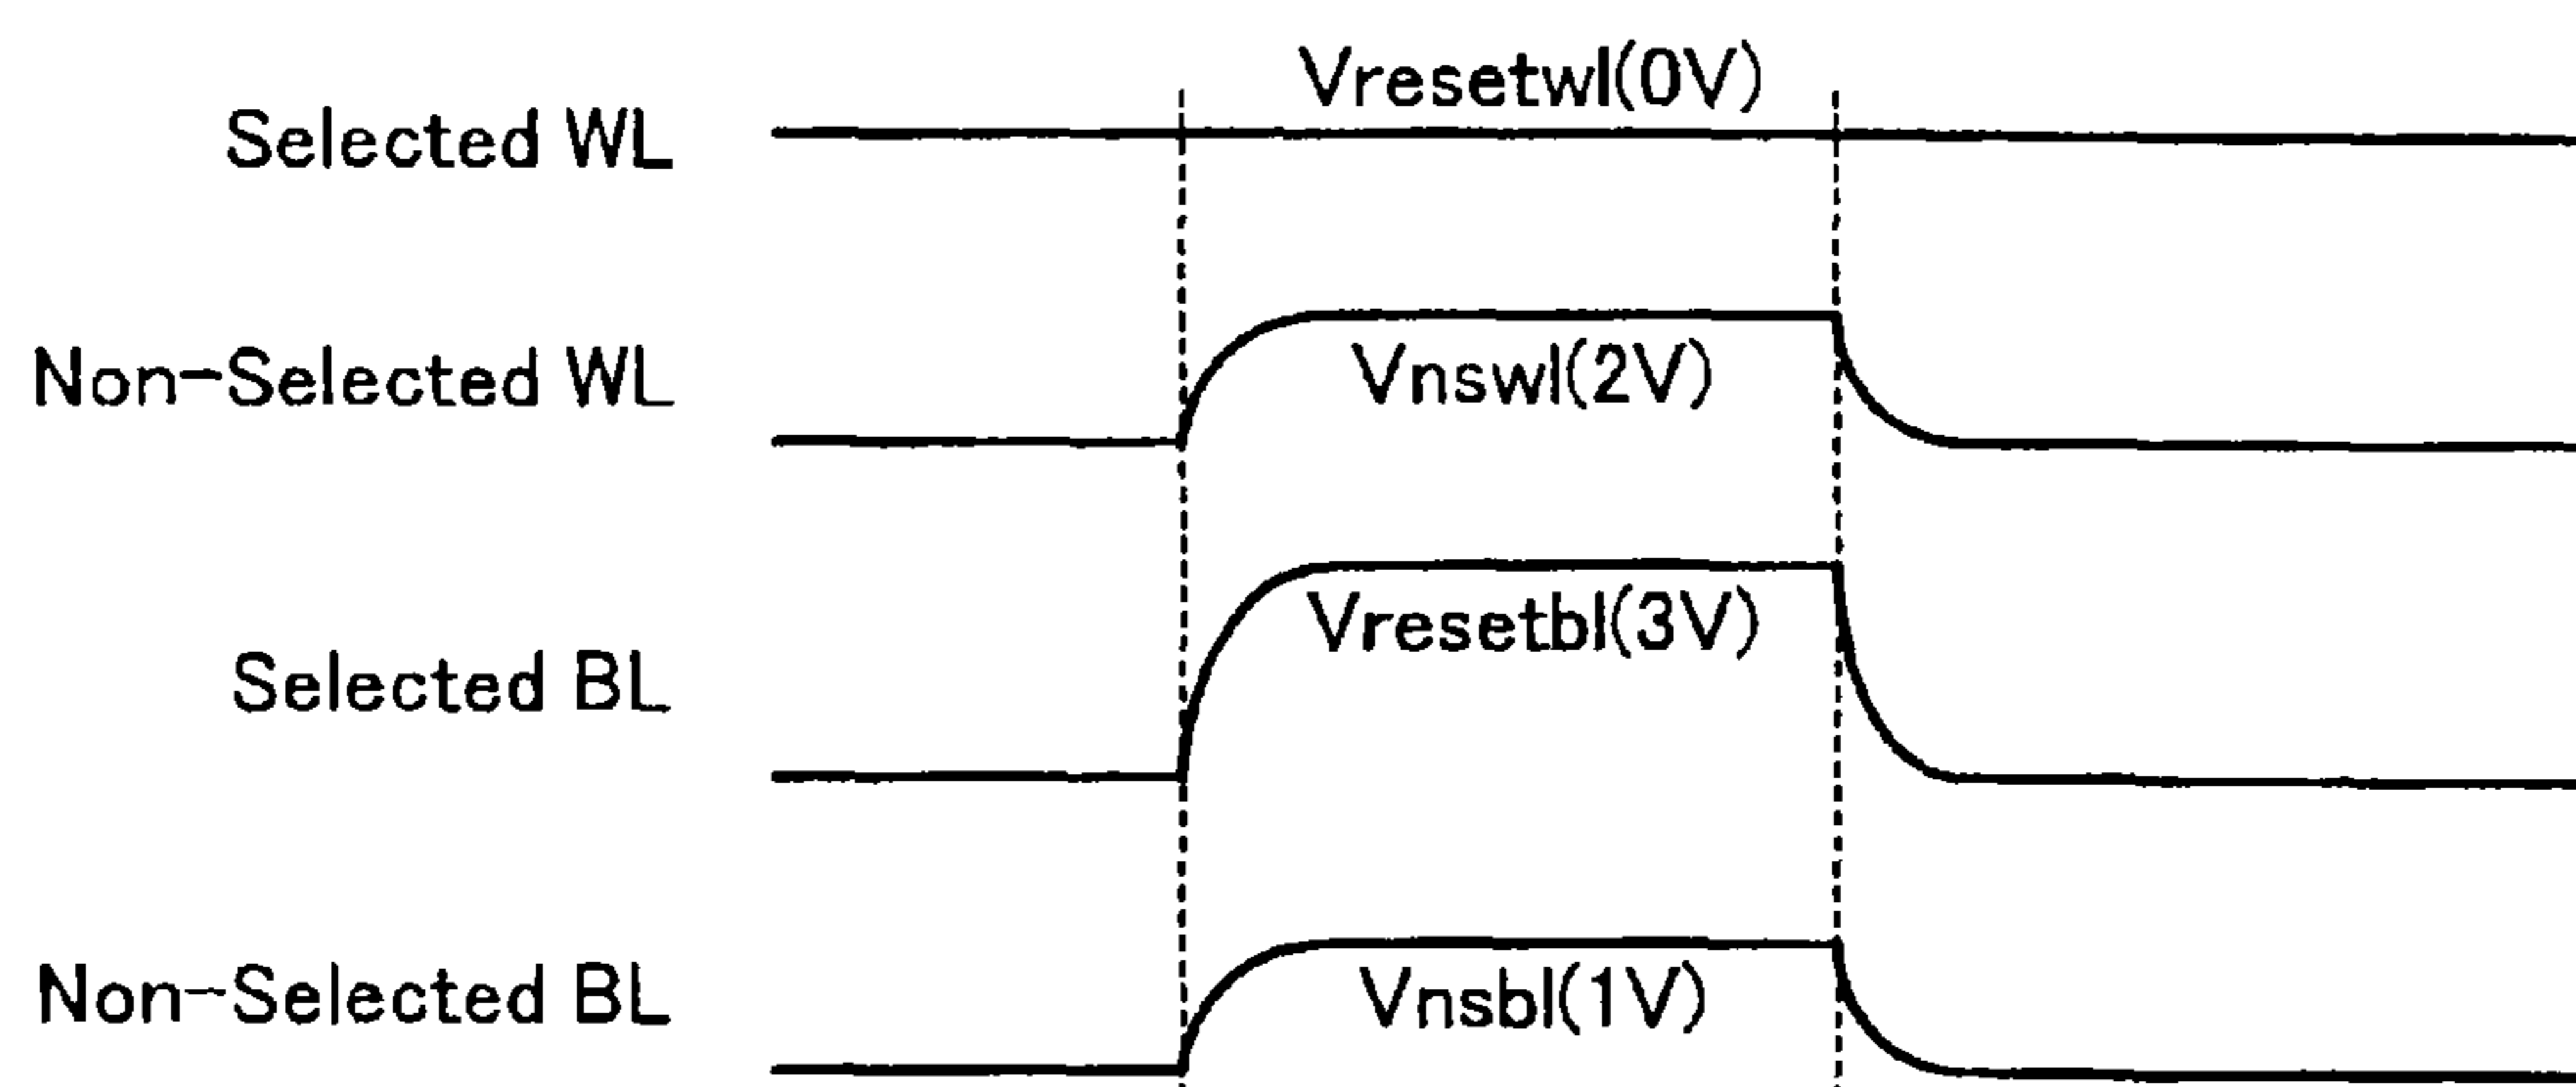 Vresetwl(0V)
Selected WL
Non-Selected WL
Vnswl(2V)
Vresetbl(3V)
Selected BL
Non-Selected BL
Vnsbl(1V)